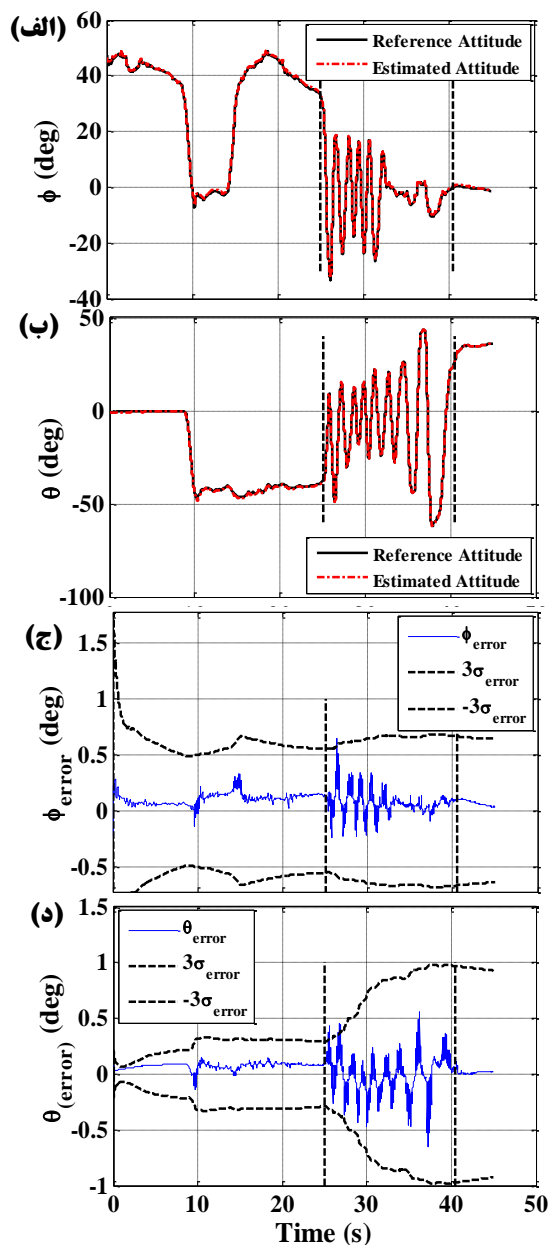 (الف)
60
40
20
0
-20
-40
ϕ (deg)
Reference Attitude
Estimated Attitude
(ب)
50
0
-50
-100
θ (deg)
Reference Attitude
Estimated Attitude
(ج)
1.5
1
0.5
0
-0.5
ϕerror (deg)
ϕerror
3σerror
-3σerror
(د)
1.5
1
0.5
0
-0.5
-1
θ(error) (deg)
θerror
3σerror
-3σerror
0 10 20 30 40 50
Time (s)